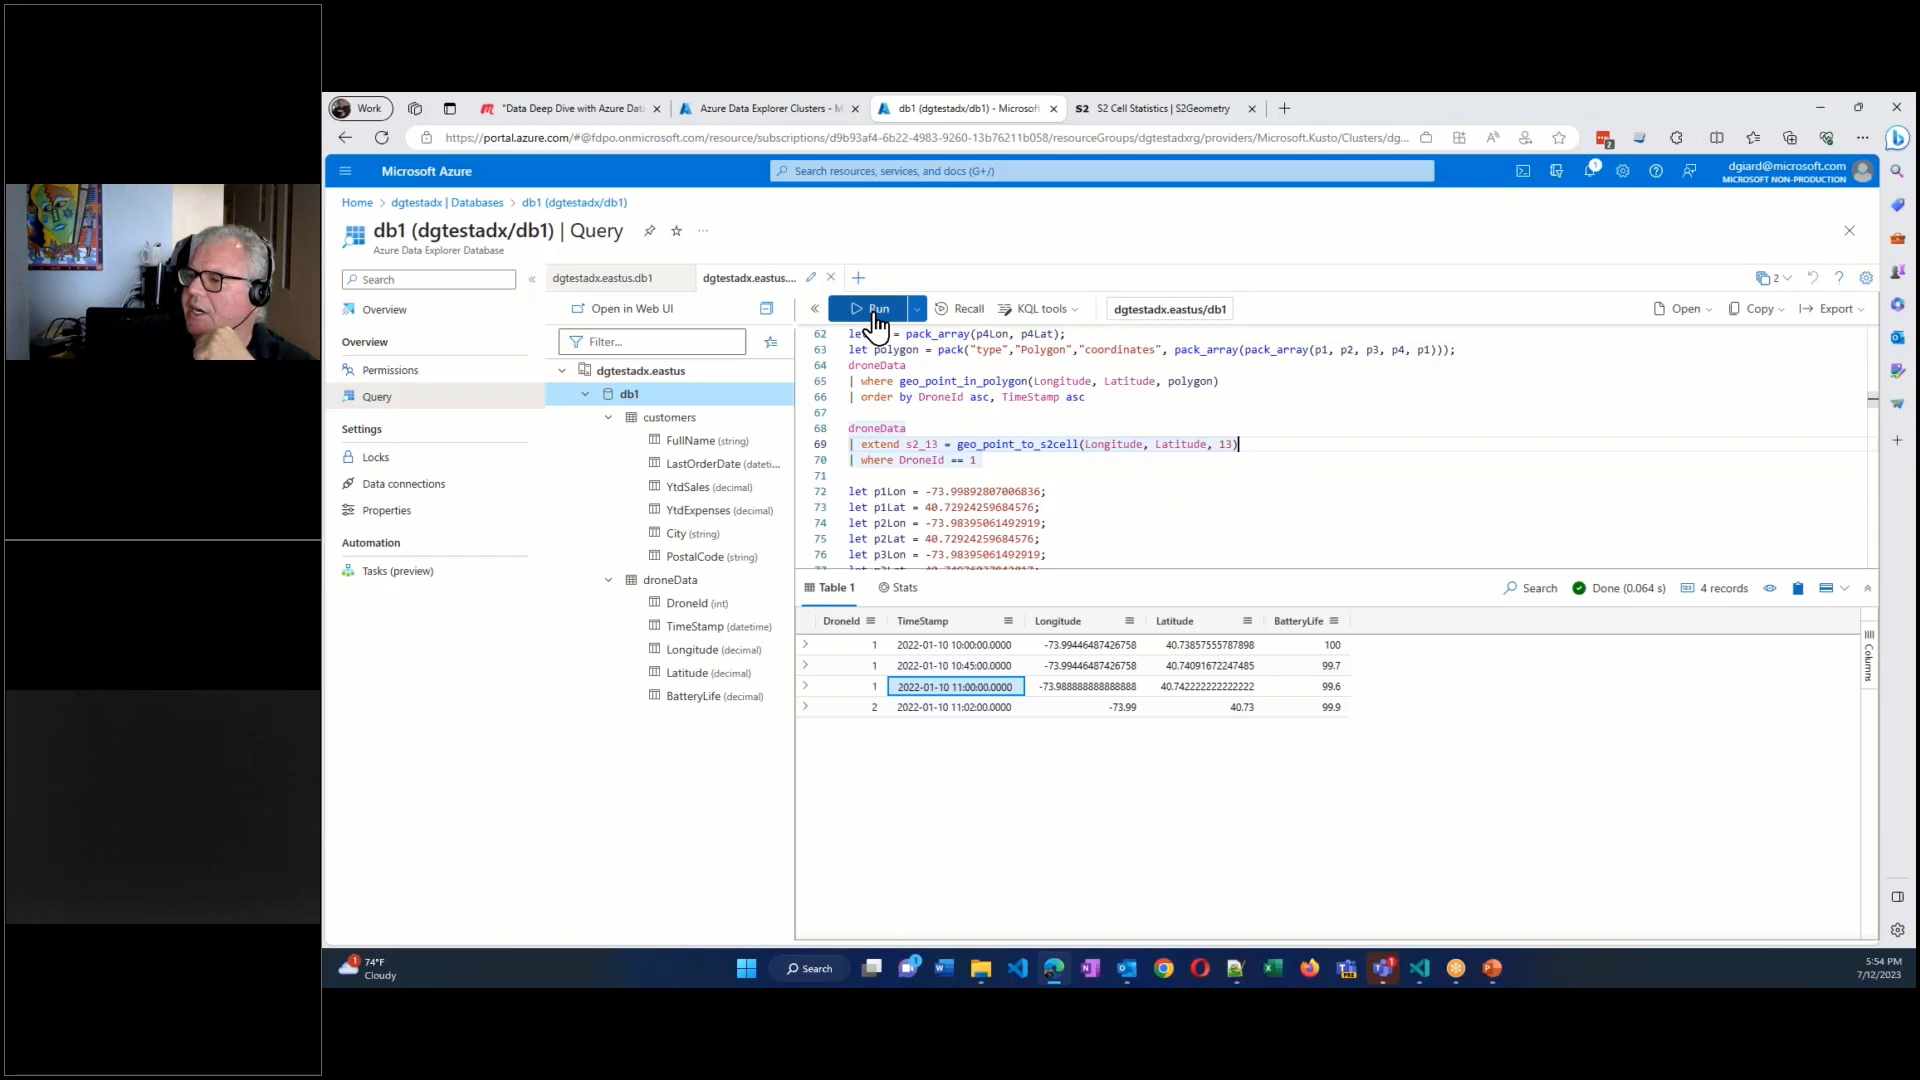 Work
"Data Deep Dive with Azure Dat
Azure Data Explorer Clusters - M
db1 (dgtestadx/db1) - Microsoft
S2 S2 Cell Statistics | S2Geometry
https://portal.azure.com/#@fdpo.onmicrosoft.com/resource/subscriptions/d9b93af4-6b22-4983-9260-13b76211b058/resourceGroups/dgtestadxrg/providers/Microsoft.Kusto/Clusters/dg...
2
Microsoft Azure
Search resources, services, and docs (G+/)
1
dgiard@microsoft.com
MICROSOFT NON-PRODUCTION
Home > dgtestadx | Databases > db1 (dgtestadx/db1)
db1 (dgtestadx/db1) | Query
Azure Data Explorer Database
Search
Overview
Overview
Permissions
Query
Settings
Locks
Data connections
Properties
Automation
Tasks (preview)
dgtestadx.eastus.db1
dgtestadx.eastus....
2
Open in Web UI
Filter...
dgtestadx.eastus
db1
customers
FullName (string)
LastOrderDate (dateti...
YtdSales (decimal)
YtdExpenses (decimal)
City (string)
PostalCode (string)
droneData
DroneId (int)
TimeStamp (datetime)
Longitude (decimal)
Latitude (decimal)
BatteryLife (decimal)
Run
Recall
KQL tools
dgtestadx.eastus/db1
Open
Copy
Export
62 le = pack_array(p4Lon, p4Lat);
63 let polygon = pack("type","Polygon","coordinates", pack_array(pack_array(p1, p2, p3, p4, p1)));
64 droneData
65 | where geo_point_in_polygon(Longitude, Latitude, polygon)
66 | order by DroneId asc, TimeStamp asc
67
68 droneData
69 | extend s2_13 = geo_point_to_s2cell(Longitude, Latitude, 13)
70 | where DroneId == 1
71
72 let p1Lon = -73.99892807006836;
73 let p1Lat = 40.72924259684576;
74 let p2Lon = -73.98395061492919;
75 let p2Lat = 40.72924259684576;
76 let p3Lon = -73.98395061492919;
Table 1
Stats
Search
Done (0.064 s)
4 records
DroneId TimeStamp Longitude Latitude BatteryLife
1 2022-01-10 10:00:00.0000 -73.99446487426758 40.73857555787898 100
1 2022-01-10 10:45:00.0000 -73.99446487426758 40.74091672247485 99.7
1 2022-01-10 11:00:00.0000 -73.988888888888888 40.742222222222222 99.6
2 2022-01-10 11:02:00.0000 -73.99 40.73 99.9
Columns
1
74°F
Cloudy
Search
1
1
5:54 PM
7/12/2023